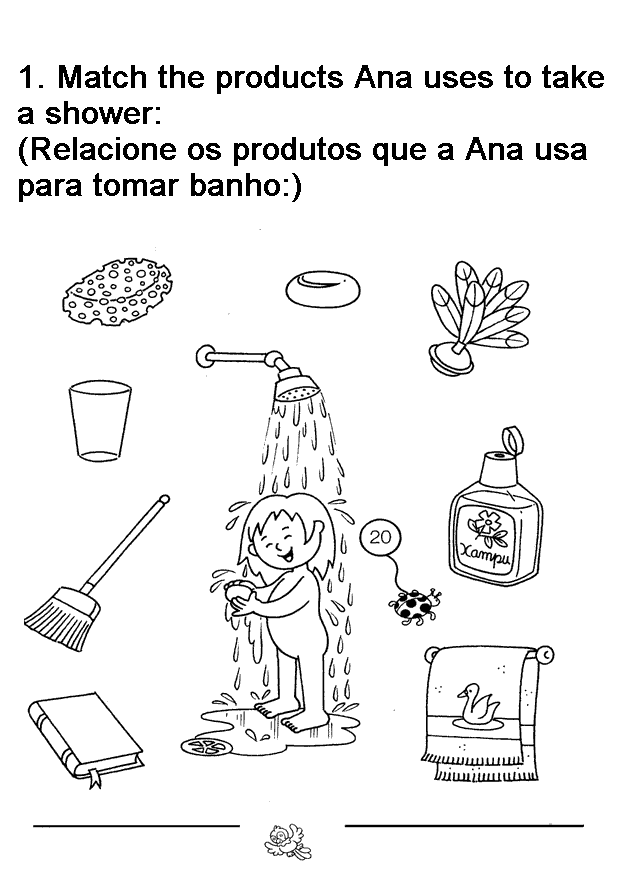 1. Match the products Ana uses to take
a shower:
(Relacione os produtos que a Ana usa
para tomar banho:)
20
Xampu